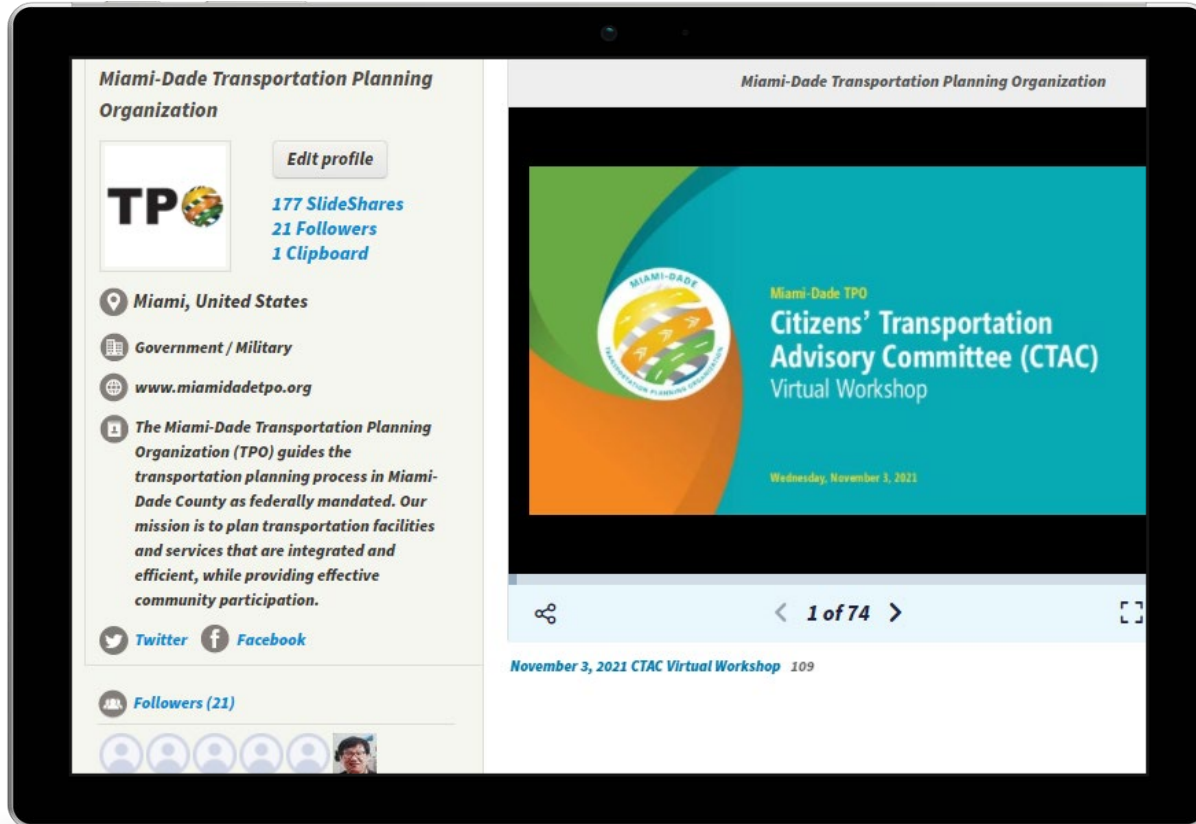 Miami-Dade Transportation Planning
Organization
TPO
Edit profile
177 SlideShares
21 Followers
1 Clipboard
Miami, United States
Government / Military
www.miamidadetpo.org
The Miami-Dade Transportation Planning
Organization (TPO) guides the
transportation planning process in Miami-
Dade County as federally mandated. Our
mission is to plan transportation facilities
and services that are integrated and
efficient, while providing effective
community participation.
Twitter
Facebook
Followers (21)
Miami-Dade Transportation Planning Organization
MIAMI-DADE
TRANSPORTATION PLANNING ORGANIZATION
Miami-Dade TPO
Citizens' Transportation
Advisory Committee (CTAC)
Virtual Workshop
Wednesday, November 3, 2021
1 of 74
November 3, 2021 CTAC Virtual Workshop 109